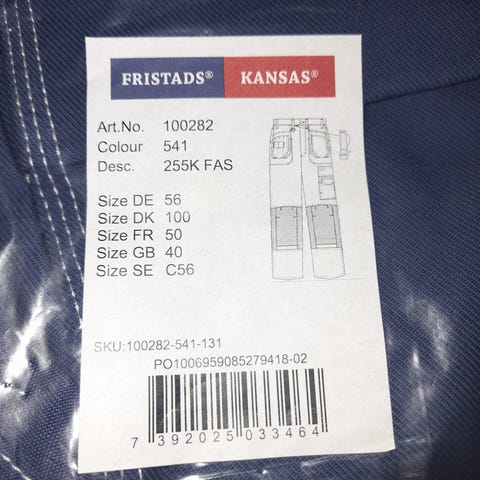 FRISTADS® KANSAS®
Art.No. 100282
Colour 541
Desc. 255K FAS
Size DE 56
Size DK 100
Size FR 50
Size GB 40
Size SE C56
SKU:100282-541-131
PO1006959085279418-02
7 392025 033464